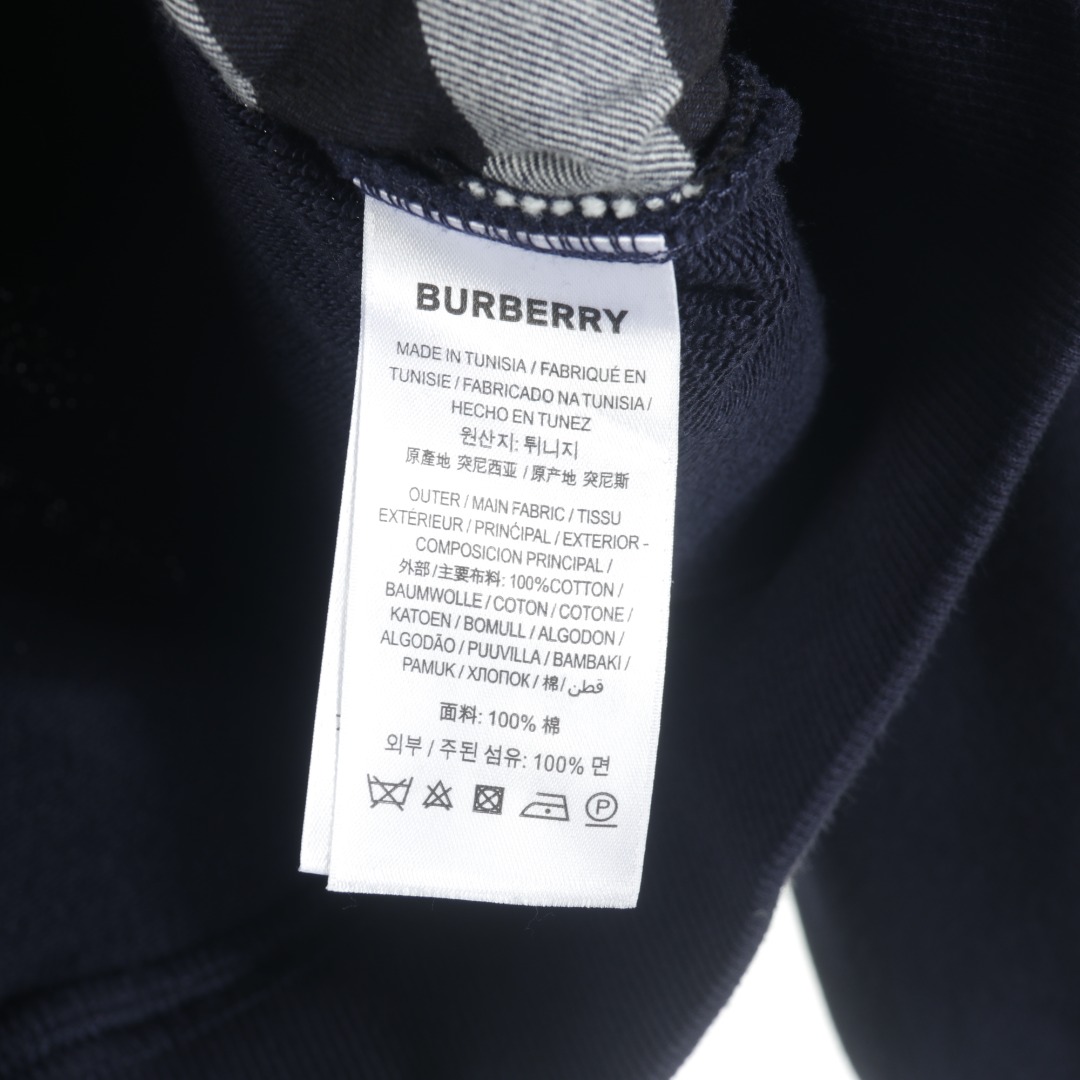 BURBERRY
MADE IN TUNISIA / FABRIQUÉ EN
TUNISIE / FABRICADO NA TUNISIA /
HECHO EN TUNEZ
원산지: 튀니지
原產地 突尼西亚 / 原产地 突尼斯
OUTER / MAIN FABRIC / TISSU
EXTÉRIEUR / PRINĆIPAL / EXTERIOR -
COMPOSICION PRINCIPAL /
外部 /主要布料: 100%COTTON /
BAUMWOLLE / COTON / COTONE /
KATOEN / BOMULL / ALGODON /
ALGODÃO / PUUVILLA / BAMBAKI /
PAMUK / ХЛОПОК / 棉/ قطن
面料: 100% 棉
외부 / 주된 섬유: 100% 면
P